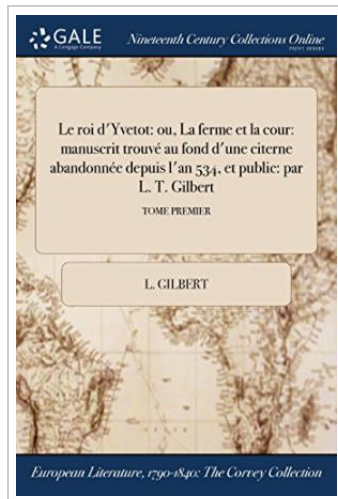 GALE
A Cengage Company
Nineteenth Century Collections Online
PRINT SERIES
Le roi d'Yvetot: ou, La ferme et la cour:
manuscrit trouvé au fond d'une citerne
abandonnée depuis l'an 534, et public: par
L. T. Gilbert
TOME PREMIER
L. GILBERT
European Literature, 1790-1840: The Corvey Collection